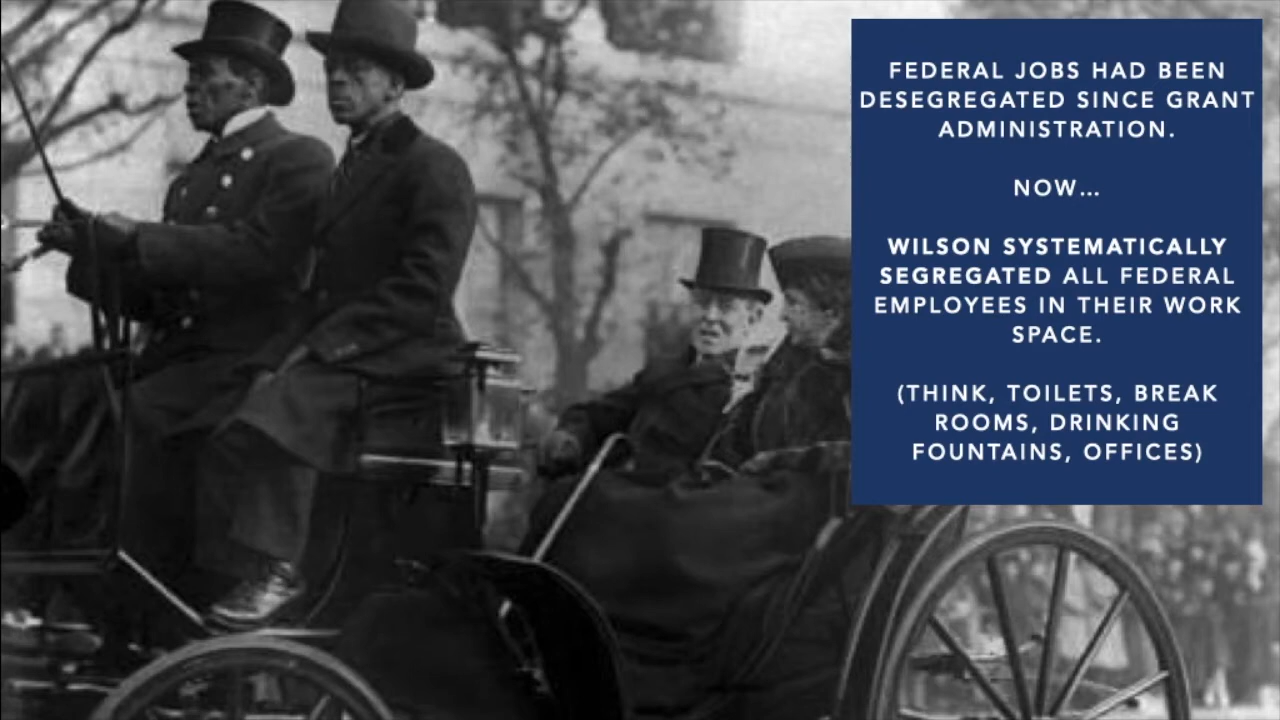 FEDERAL JOBS HAD BEEN
DESEGREGATED SINCE GRANT
ADMINISTRATION.
NOW…
WILSON SYSTEMATICALLY
SEGREGATED ALL FEDERAL
EMPLOYEES IN THEIR WORK
SPACE.
(THINK, TOILETS, BREAK
ROOMS, DRINKING
FOUNTAINS, OFFICES)